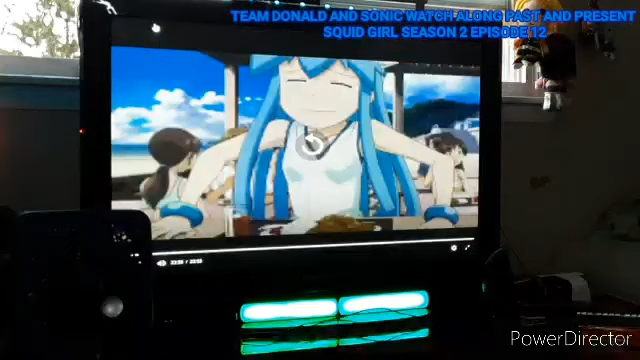 TEAM DONALD AND SONIC WATCH ALONG PAST AND PRESENT
SQUID GIRL SEASON 2 EPISODE 12
PowerDirector